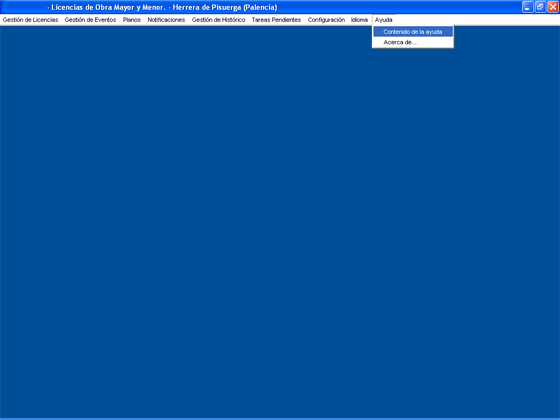 - Licencias de Obra Mayor y Menor. - Herrera de Pisuerga (Palencia)
Gestión de Licencias Gestión de Eventos Planos Notificaciones Gestión de Histórico Tareas Pendientes Configuración Idioma Ayuda
Contenido de la ayuda
Acerca de...